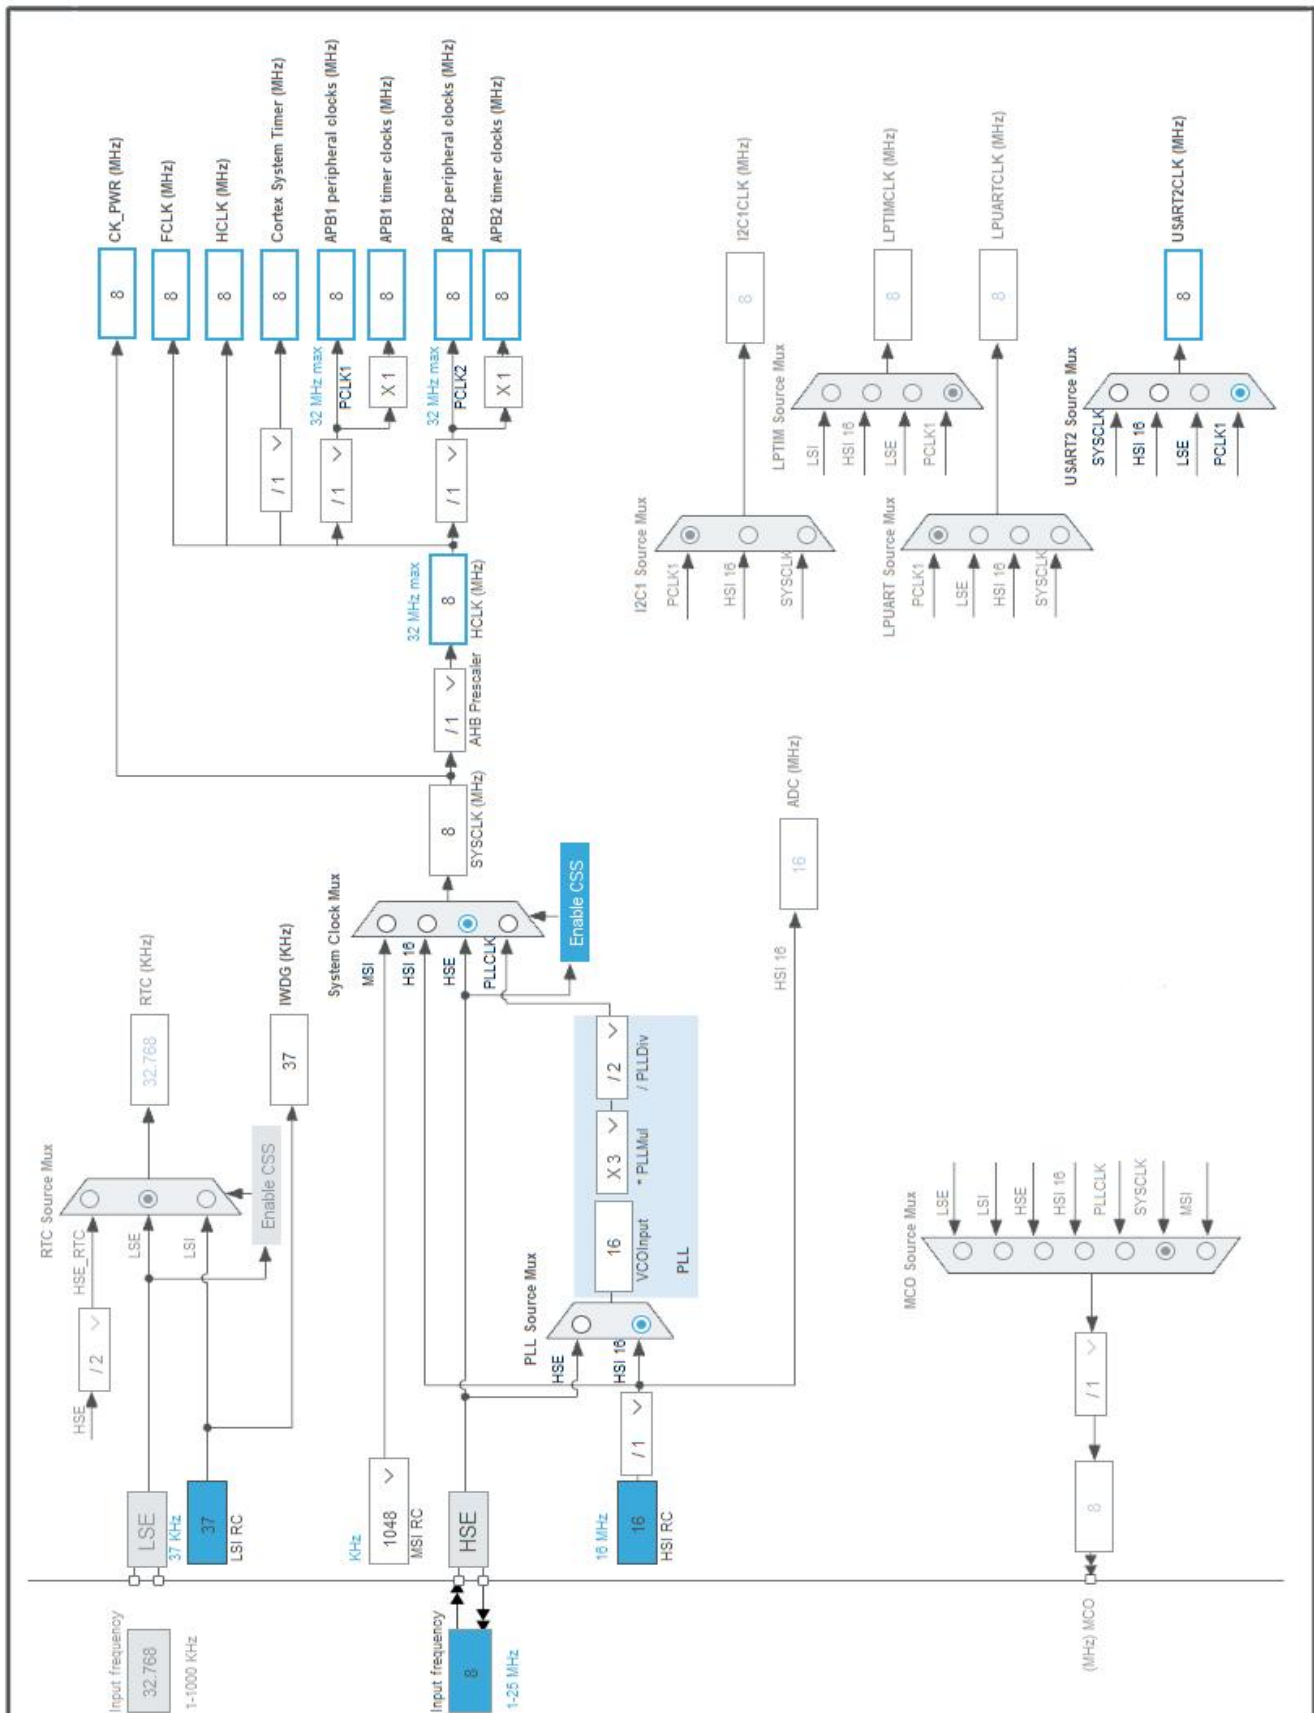 Input frequency
32.768
1-1000 KHz
LSE
37 KHz
37
LSI RC
HSE
/ 2
HSE_RTC
LSE
LSI
RTC Source Mux
Enable CSS
32.768
RTC (KHz)
37
IWDG (KHz)
Input frequency
8
1-25 MHz
KHz
1048
MSI RC
HSE
16 MHz
16
HSI RC
/ 1
PLL Source Mux
HSE
HSI 16
16
VCOInput
X 3
* PLLMul
/ 2
/ PLLDiv
PLL
System Clock Mux
MSI
HSI 16
HSE
PLLCLK
Enable CSS
8
SYSCLK (MHz)
/ 1
AHB Prescaler
32 MHz max
8
HCLK (MHz)
8
CK_PWR (MHz)
8
FCLK (MHz)
8
HCLK (MHz)
/ 1
8
Cortex System Timer (MHz)
/ 1
32 MHz max
PCLK1
8
APB1 peripheral clocks (MHz)
X 1
8
APB1 timer clocks (MHz)
/ 1
32 MHz max
PCLK2
8
APB2 peripheral clocks (MHz)
X 1
8
APB2 timer clocks (MHz)
HSI 16
16
ADC (MHz)
I2C1 Source Mux
PCLK1
HSI 16
SYSCLK
8
I2C1CLK (MHz)
LPTIM Source Mux
LSI
HSI 16
LSE
PCLK1
8
LPTIMCLK (MHz)
LPUART Source Mux
PCLK1
LSE
HSI 16
SYSCLK
8
LPUARTCLK (MHz)
USART2 Source Mux
SYSCLK
HSI 16
LSE
PCLK1
8
USART2CLK (MHz)
MCO Source Mux
LSE
LSI
HSE
HSI 16
PLLCLK
SYSCLK
MSI
/ 1
8
(MHz) MCO